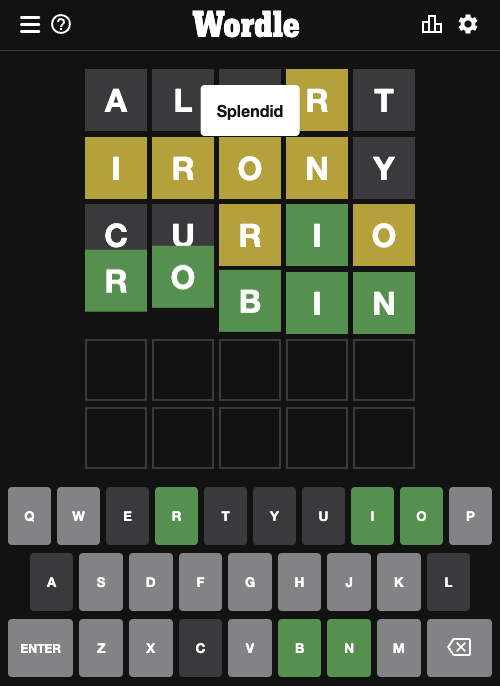 Wordle
A L R T
Splendid
I R O N Y
C U R I O
R O B I N
Q W E R T Y U I O P
A S D F G H J K L
ENTER Z X C V B N M